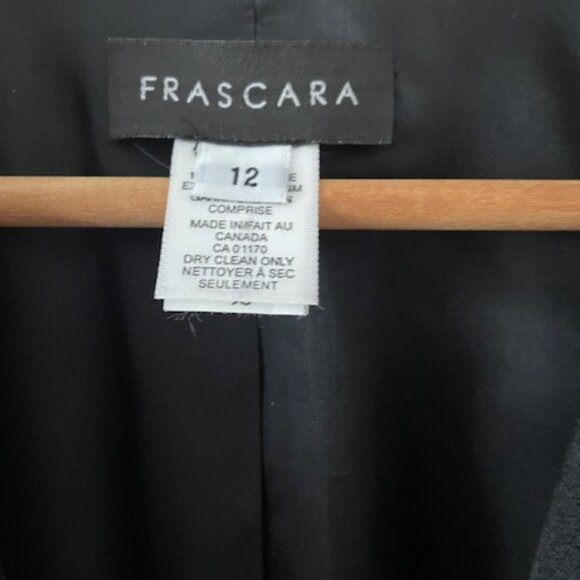 FRASCARA
12
COMPRISE
MADE IN/FAIT AU
CANADA
CA 01170
DRY CLEAN ONLY
NETTOYER À SEC
SEULEMENT